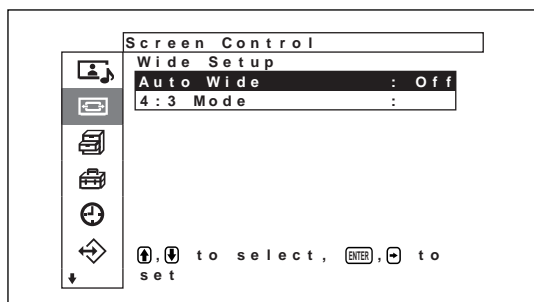 Screen Control
Wide Setup
Auto Wide : Off
4:3 Mode :
, to select, ENTER, to
set